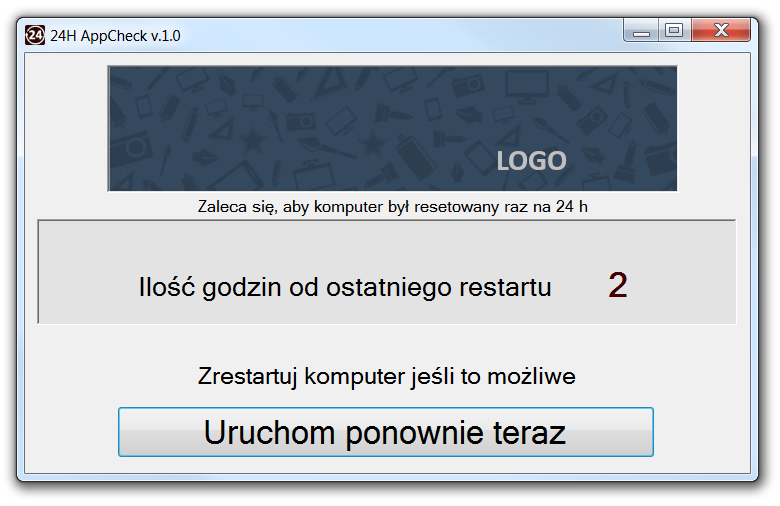 24
24H AppCheck v.1.0
LOGO
Zaleca się, aby komputer był resetowany raz na 24 h
Ilość godzin od ostatniego restartu 2
Zrestartuj komputer jeśli to możliwe
Uruchom ponownie teraz